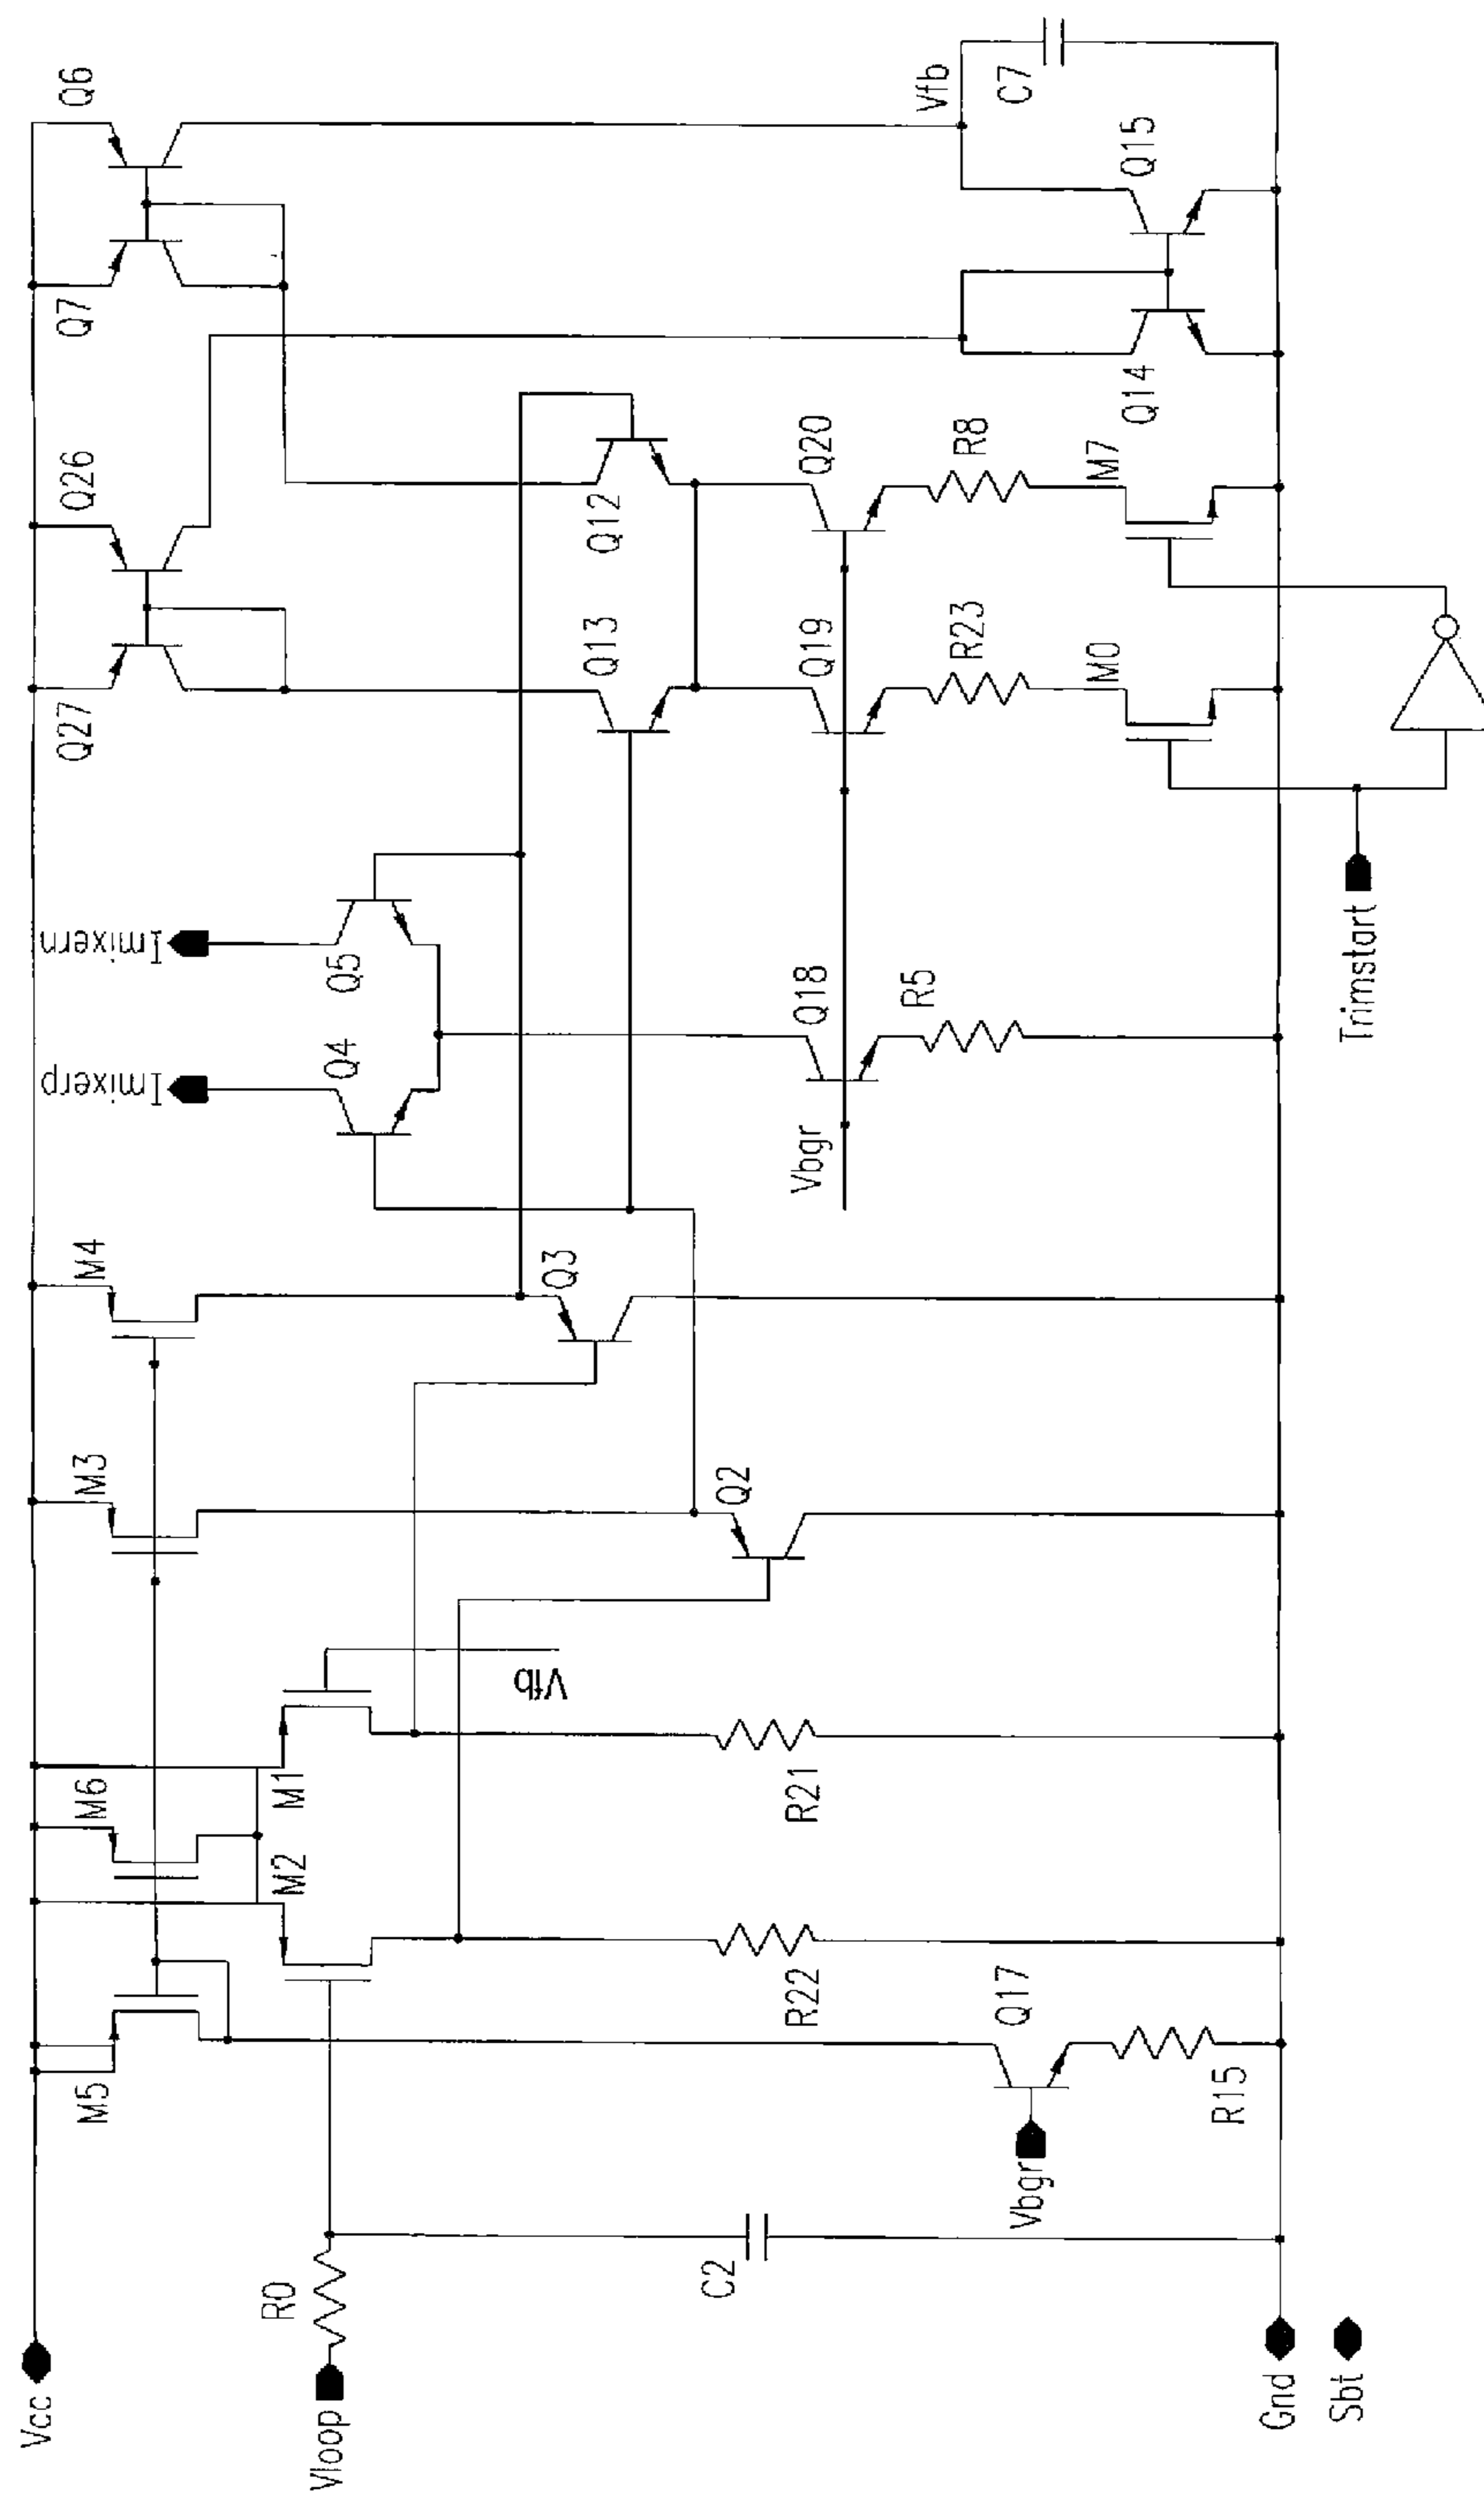 Vcc
Vloop
R0
C2
M5
Vbgr
Q17
R15
M2
M6
M1
R22
R21
Vfb
M3
Q2
M4
Q3
Imixerp
Imixern
Q4
Q5
Vbgr
Q18
R5
Q27
Q26
Q13
Q12
Q19
Q20
R23
R8
M0
M7
Trimstart
Q7
Q6
Vfb
C7
Q14
Q15
Gnd
Sbt